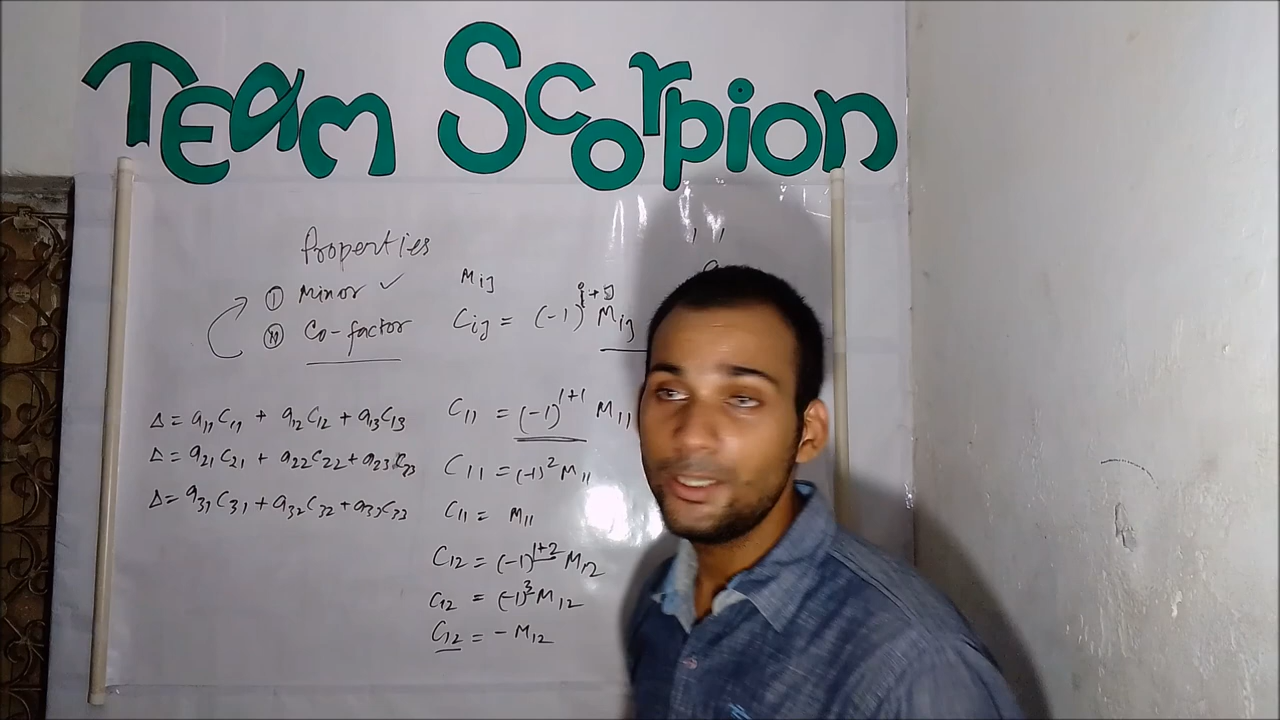 TEam Scorpion
Properties
I Minor ✓
II Co-factor
Mij
Cij = (-1)^i+j Mij
Δ = a11C11 + a12C12 + a13C13
Δ = a21C21 + a22C22 + a23C23
Δ = a31C31 + a32C32 + a33C33
C11 = (-1)^1+1 M11
C11 = (-1)^2 M11
C11 = M11
C12 = (-1)^1+2 M12
C12 = (-1)^3 M12
C12 = - M12